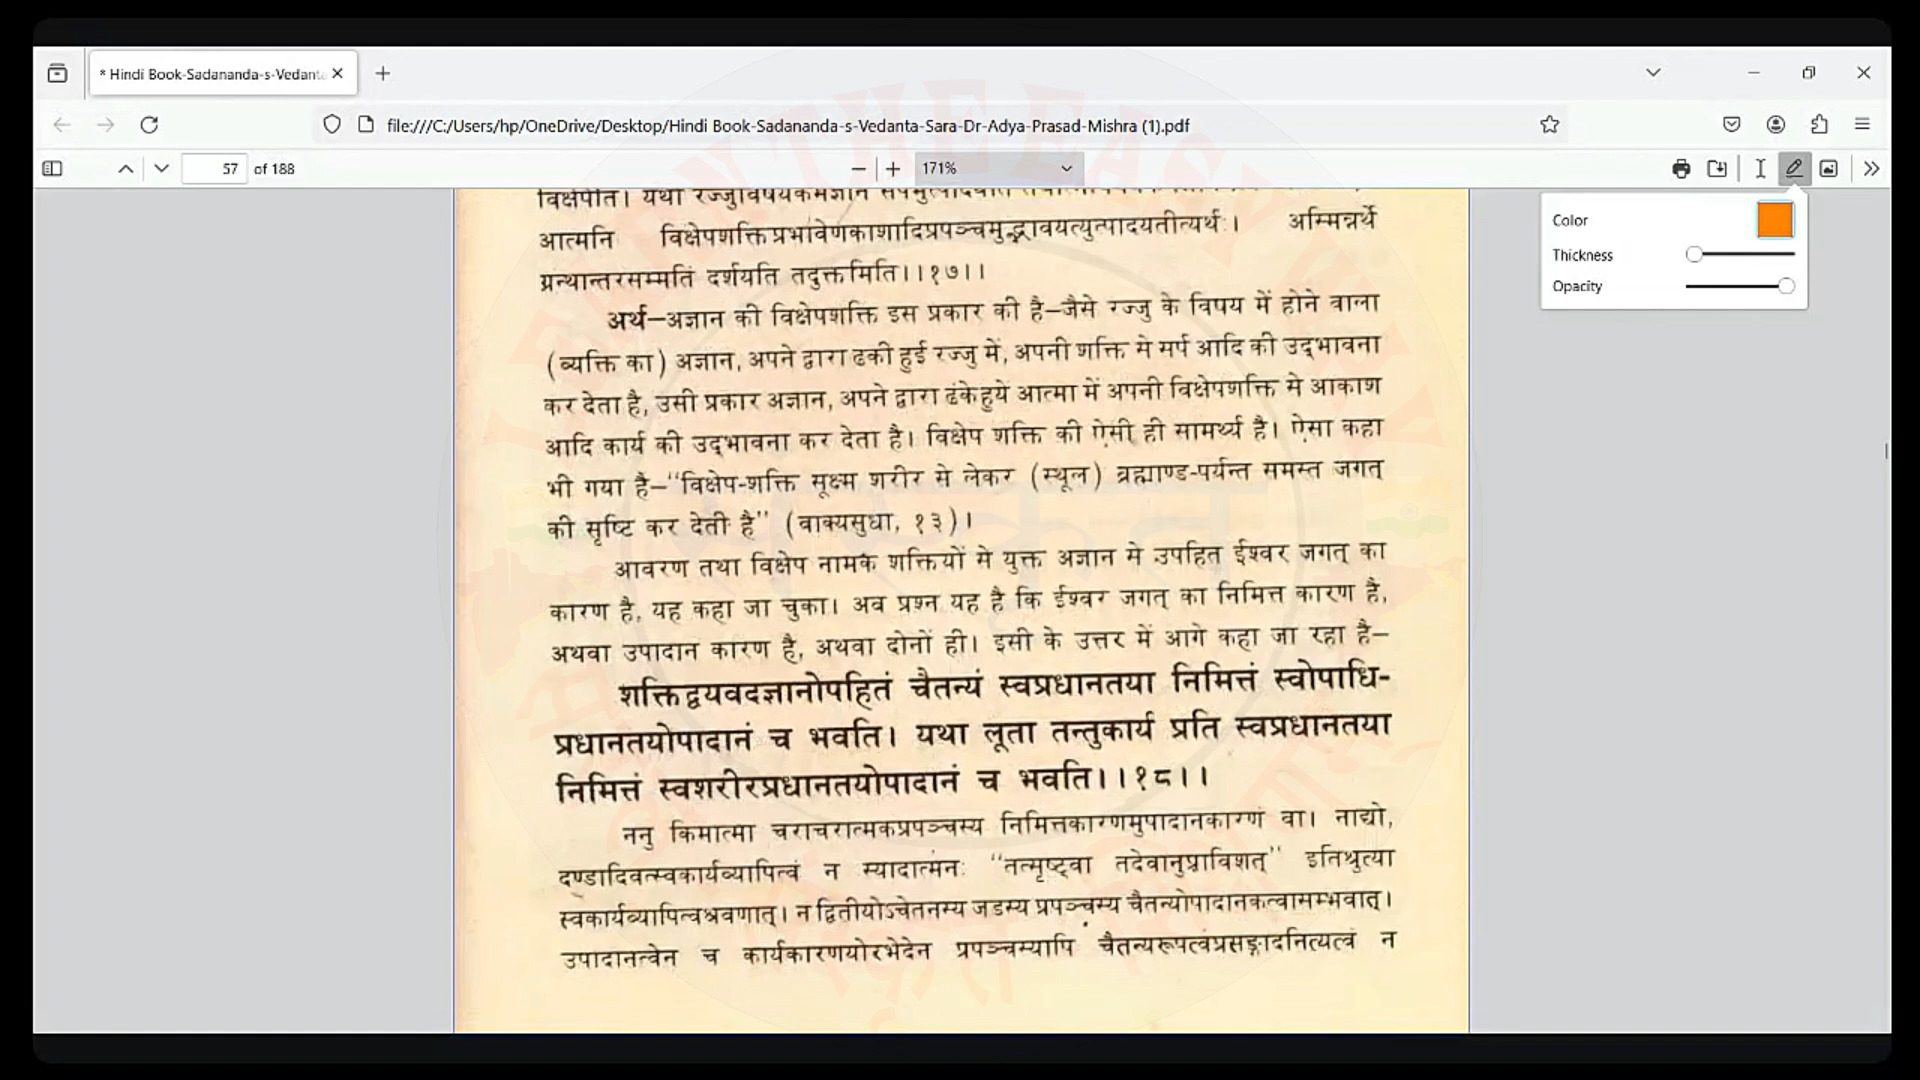 * Hindi Book-Sadananda-s-Vedanta
file:///C:/Users/hp/OneDrive/Desktop/Hindi Book-Sadananda-s-Vedanta-Sara-Dr-Adya-Prasad-Mishra (1).pdf
57 of 188
171%
Color
Thickness
Opacity
विक्षेपेति। यथा रज्जुविषयकमज्ञानं सर्पमुत्पादयति
आत्मनि विक्षेपशक्तिप्रभावेणकाशादिप्रपञ्चमुद्भावयत्युत्पादयतीत्यर्थः। अस्मिन्नर्थे
ग्रन्थान्तरसम्मतिं दर्शयति तदुक्तमिति।।१७।।
अर्थ–अज्ञान की विक्षेपशक्ति इस प्रकार की है–जैसे रज्जु के विषय में होने वाला
(व्यक्ति का) अज्ञान, अपने द्वारा ढकी हुई रज्जु में, अपनी शक्ति से सर्प आदि की उद्‌भावना
कर देता है, उसी प्रकार अज्ञान, अपने द्वारा ढंके हुये आत्मा में अपनी विक्षेपशक्ति से आकाश
आदि कार्य की उद्‌भावना कर देता है। विक्षेप शक्ति की ऐसी ही सामर्थ्य है। ऐसा कहा
भी गया है–"विक्षेप-शक्ति सूक्ष्म शरीर से लेकर (स्थूल) ब्रह्माण्ड-पर्यन्त समस्त जगत्
की सृष्टि कर देती है" (वाक्यसुधा, १३)।
आवरण तथा विक्षेप नामक शक्तियों से युक्त अज्ञान से उपहित ईश्वर जगत् का
कारण है, यह कहा जा चुका। अब प्रश्न यह है कि ईश्वर जगत् का निमित्त कारण है,
अथवा उपादान कारण है, अथवा दोनों ही। इसी के उत्तर में आगे कहा जा रहा है–
शक्तिद्वयवदज्ञानोपहितं चैतन्यं स्वप्रधानतया निमित्तं स्वोपाधि-
प्रधानतयोपादानं च भवति। यथा लूता तन्तुकार्यं प्रति स्वप्रधानतया
निमित्तं स्वशरीरप्रधानतयोपादानं च भवति।।१८।।
ननु किमात्मा चराचरात्मकप्रपञ्चस्य निमित्तकारणमुपादानकारणं वा। नाद्यो,
दण्डादिवत्स्वकार्यव्यापित्वं न स्यादात्मनः "तत्सृष्ट्वा तदेवानुप्राविशत्" इतिश्रुत्या
स्वकार्यव्यापित्वश्रवणात्। न द्वितीयोऽचेतनस्य जडस्य प्रपञ्चस्य चैतन्योपादानकत्वासम्भवात्।
उपादानत्वेन च कार्यकारणयोरभेदेन प्रपञ्चस्यापि चैतन्यरूपत्वप्रसङ्गादनित्यत्वं न